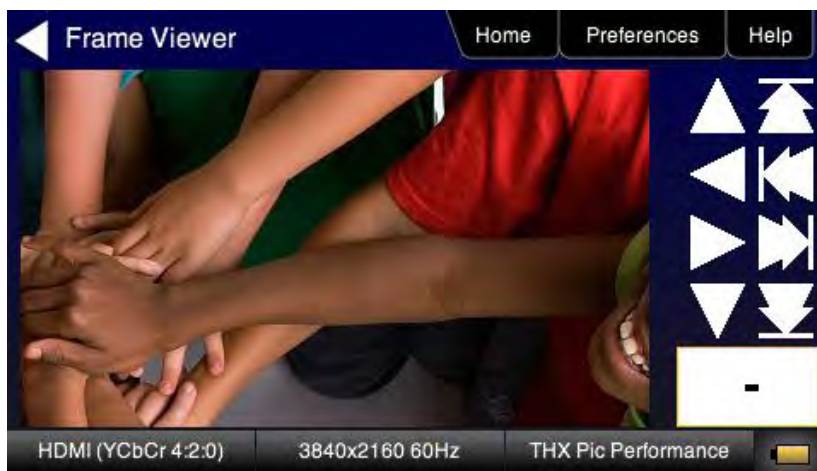 Frame Viewer
Home
Preferences
Help
-
HDMI (YCbCr 4:2:0)
3840x2160 60Hz
THX Pic Performance